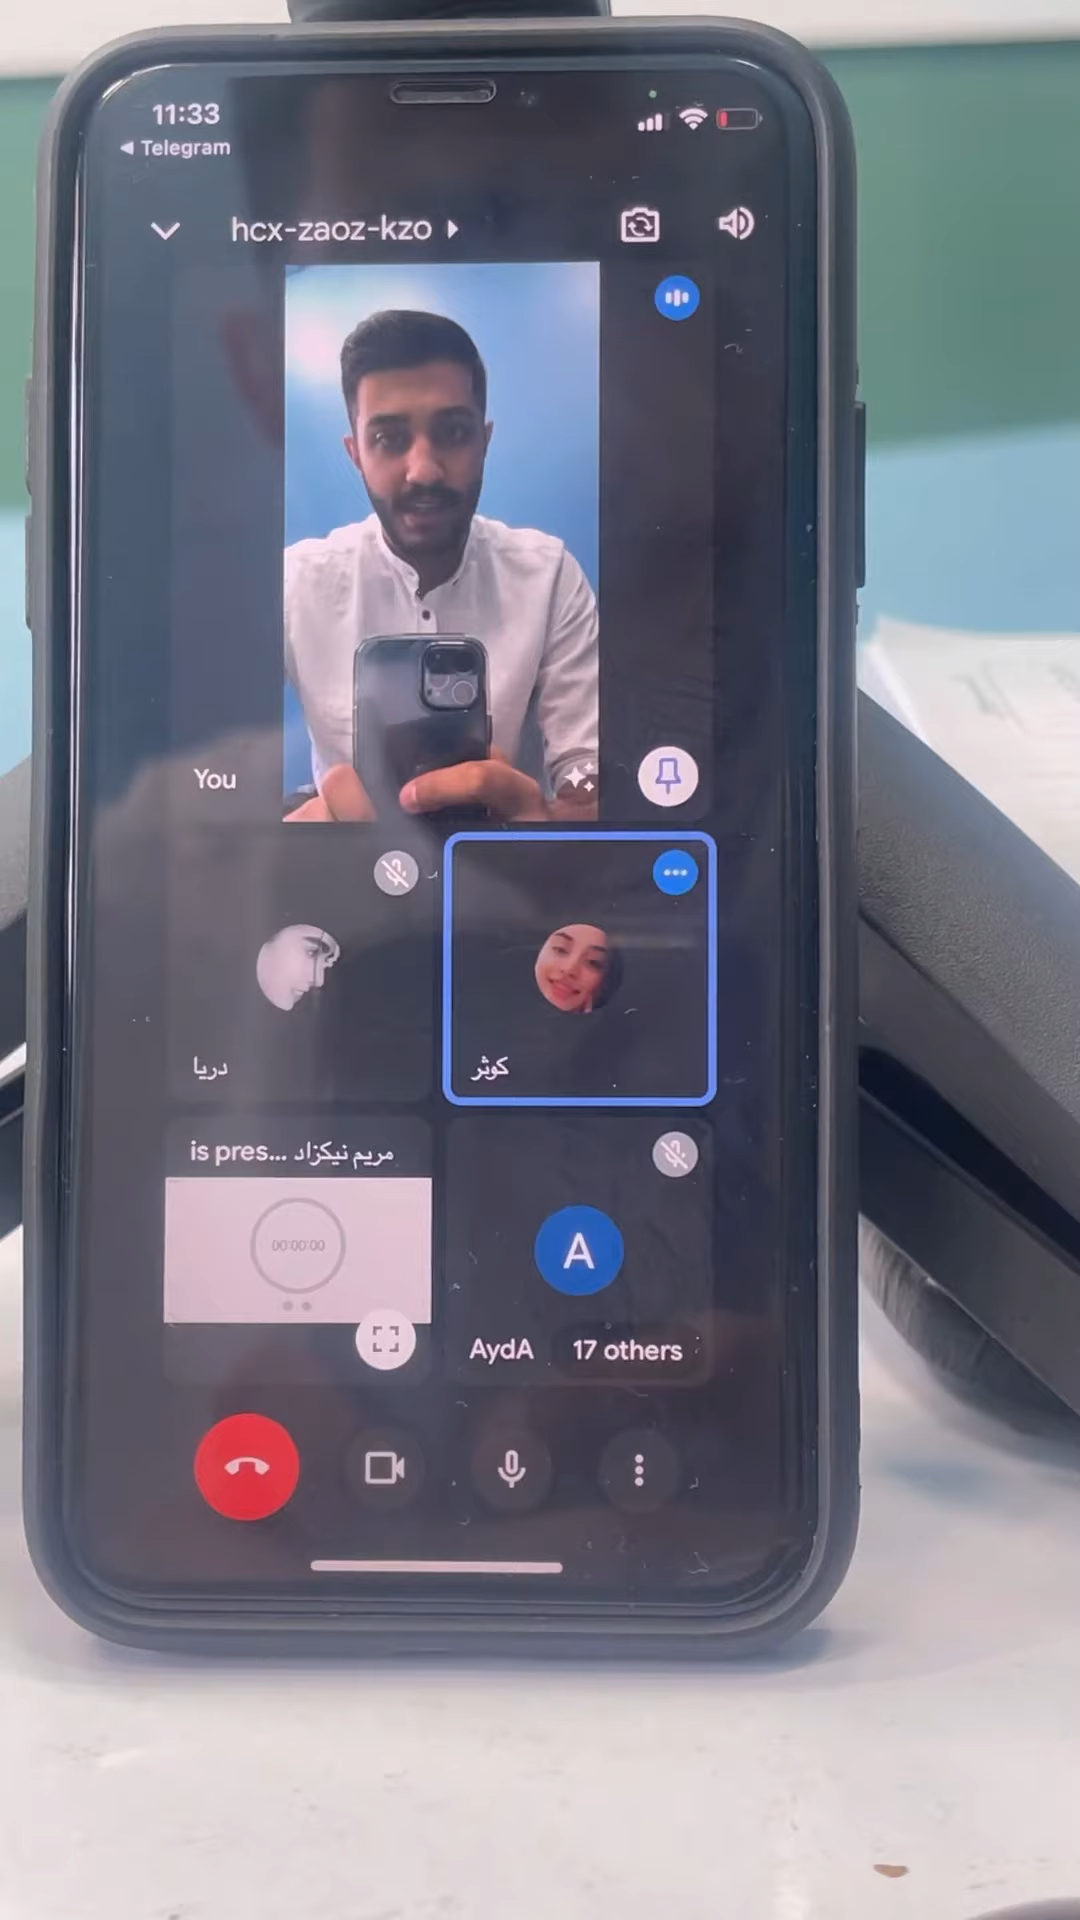 11:33
Telegram
hcx-zaoz-kzo
You
دریا
کوثر
is pres... مریم نیکزاد
00:00:00
A
AydA
17 others